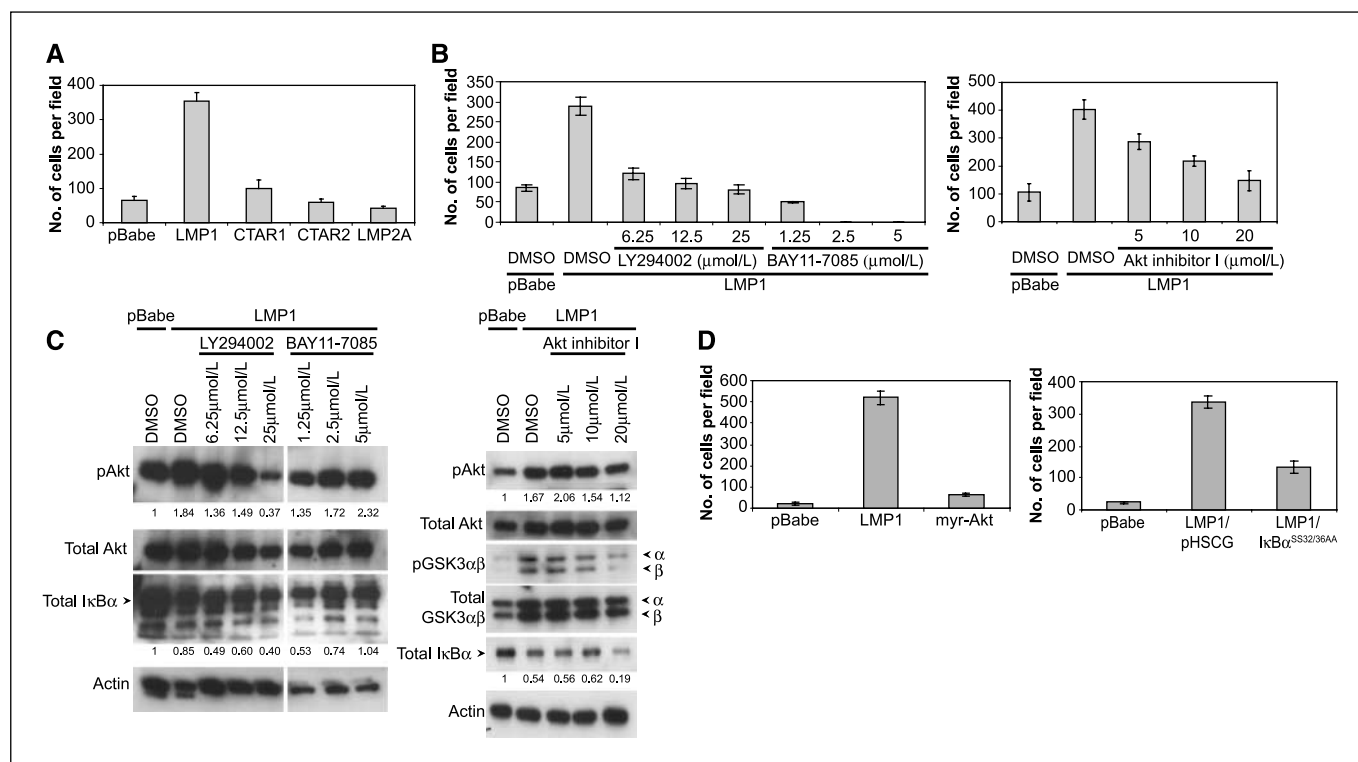 A
No. of cells per field
400
300
200
100
0
pBabe LMP1 CTAR1 CTAR2 LMP2A
B
No. of cells per field
350
300
250
200
150
100
50
0
6.25 12.5 25 1.25 2.5 5
DMSO DMSO LY294002 (μmol/L) BAY11-7085 (μmol/L)
pBabe LMP1
No. of cells per field
500
400
300
200
100
0
5 10 20
DMSO DMSO Akt inhibitor I (μmol/L)
pBabe LMP1
C
pBabe LMP1
LY294002 BAY11-7085
DMSO DMSO 6.25μmol/L 12.5μmol/L 25μmol/L 1.25μmol/L 2.5μmol/L 5μmol/L
pAkt
1 1.84 1.36 1.49 0.37 1.35 1.72 2.32
Total Akt
Total IκBα
1 0.85 0.49 0.60 0.40 0.53 0.74 1.04
Actin
pBabe LMP1
Akt inhibitor I
DMSO DMSO 5μmol/L 10μmol/L 20μmol/L
pAkt
1 1.67 2.06 1.54 1.12
Total Akt
pGSK3αβ
α
β
Total
GSK3αβ
α
β
Total IκBα
1 0.54 0.56 0.62 0.19
Actin
D
No. of cells per field
600
500
400
300
200
100
0
pBabe LMP1 myr-Akt
No. of cells per field
400
300
200
100
0
pBabe LMP1/ LMP1/
pHSCG IκBα^SS32/36AA